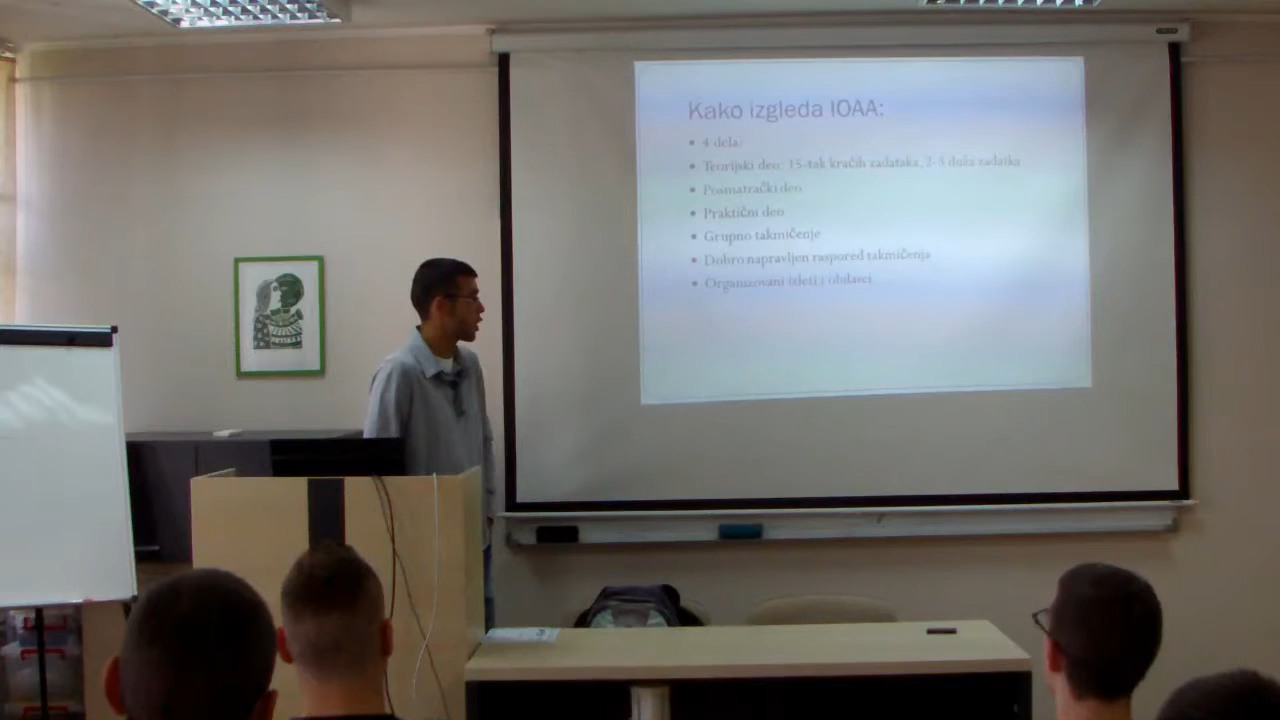 Kako izgleda IOAA:
• 4 dela:
• Teorijski deo: 15-tak kraćih zadataka, 2-3 duža zadatka
• Posmatrački deo
• Praktični deo
• Grupno takmičenje
• Dobro napravljen raspored takmičenja
• Organizovani izleti i obilasci